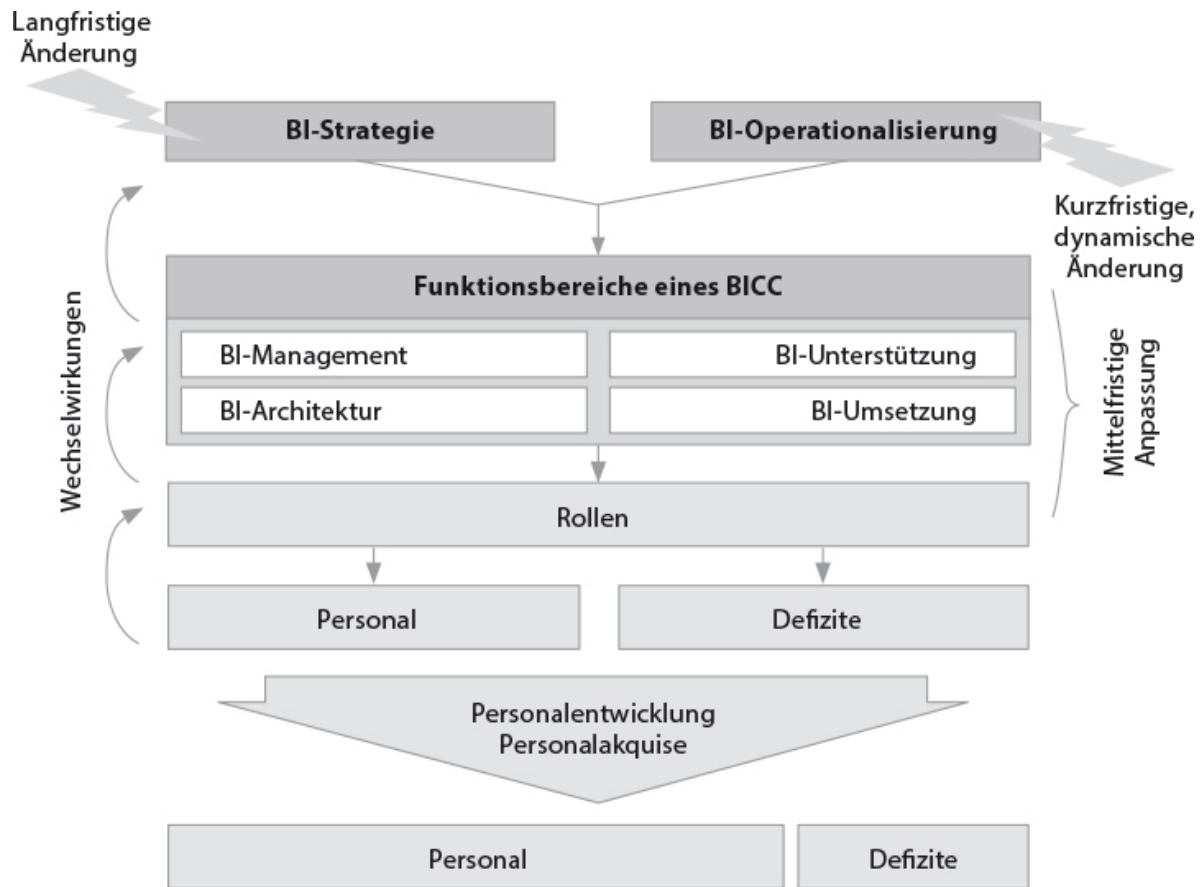 Langfristige
Änderung
BI-Strategie
BI-Operationalisierung
Kurzfristige,
dynamische
Änderung
Funktionsbereiche eines BICC
BI-Management
BI-Unterstützung
BI-Architektur
BI-Umsetzung
Wechselwirkungen
Mittelfristige
Anpassung
Rollen
Personal
Defizite
Personalentwicklung
Personalakquise
Personal
Defizite